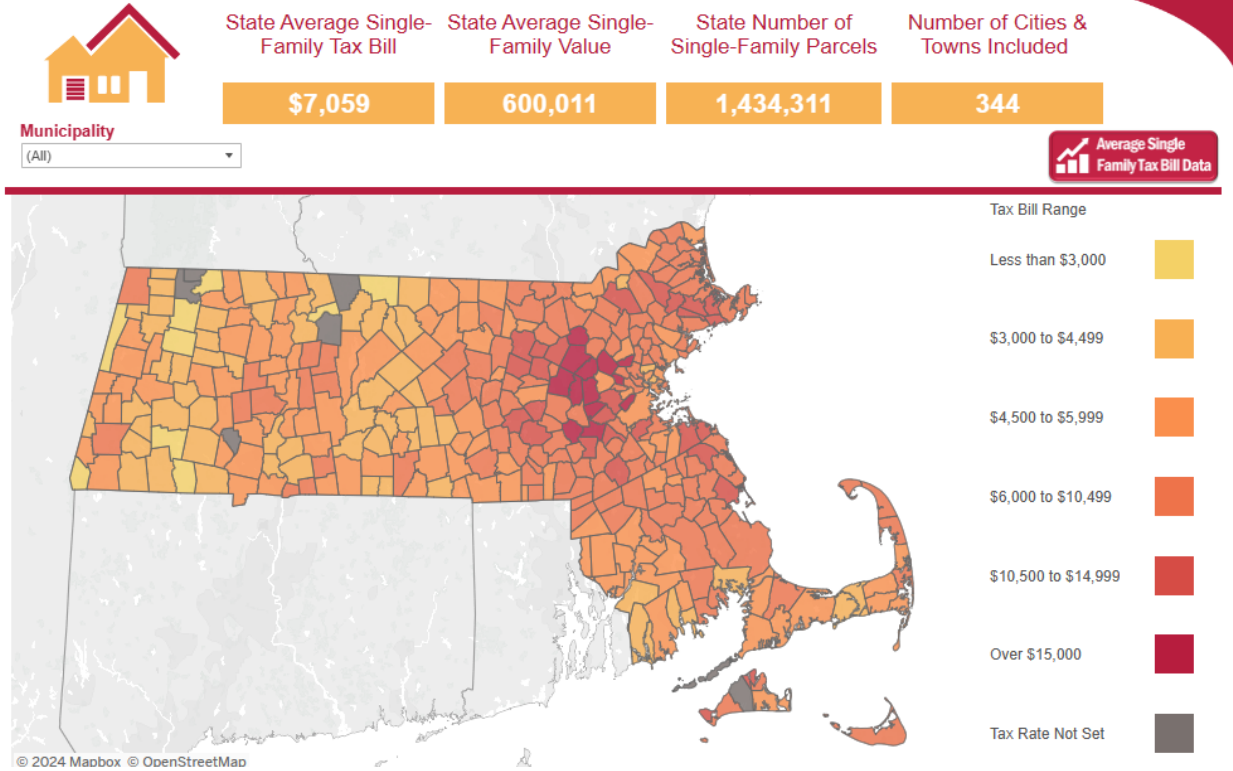 State Average Single-
Family Tax Bill
State Average Single-
Family Value
State Number of
Single-Family Parcels
Number of Cities &
Towns Included
$7,059
600,011
1,434,311
344
Municipality
(All)
Average Single
Family Tax Bill Data
Tax Bill Range
Less than $3,000
$3,000 to $4,499
$4,500 to $5,999
$6,000 to $10,499
$10,500 to $14,999
Over $15,000
Tax Rate Not Set
© 2024 Mapbox © OpenStreetMap